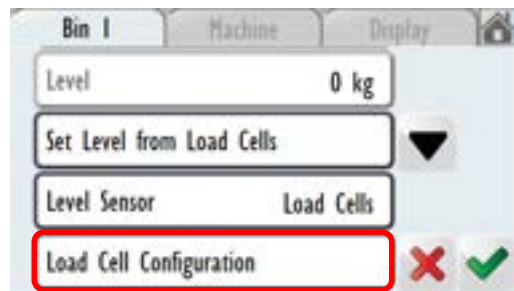 Bin 1 Machine Display
Level 0 kg
Set Level from Load Cells
Level Sensor Load Cells
Load Cell Configuration